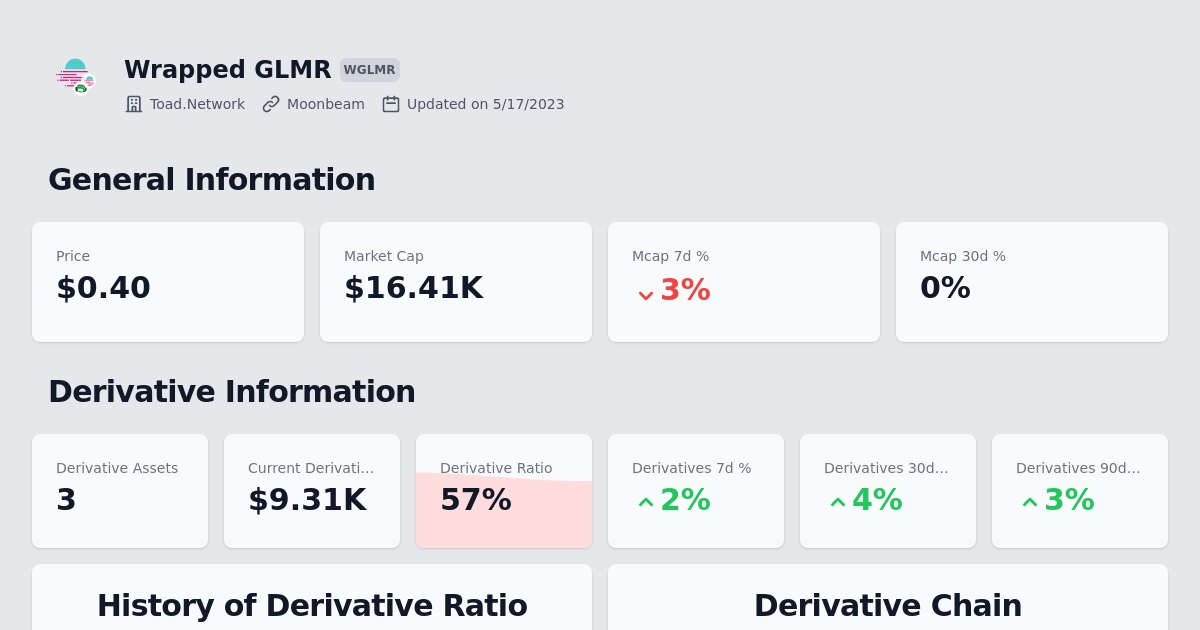 Wrapped GLMR WGLMR
Toad.Network Moonbeam Updated on 5/17/2023
General Information
Price
$0.40
Market Cap
$16.41K
Mcap 7d %
3%
Mcap 30d %
0%
Derivative Information
Derivative Assets
3
Current Derivati...
$9.31K
Derivative Ratio
57%
Derivatives 7d %
2%
Derivatives 30d...
4%
Derivatives 90d...
3%
History of Derivative Ratio
Derivative Chain